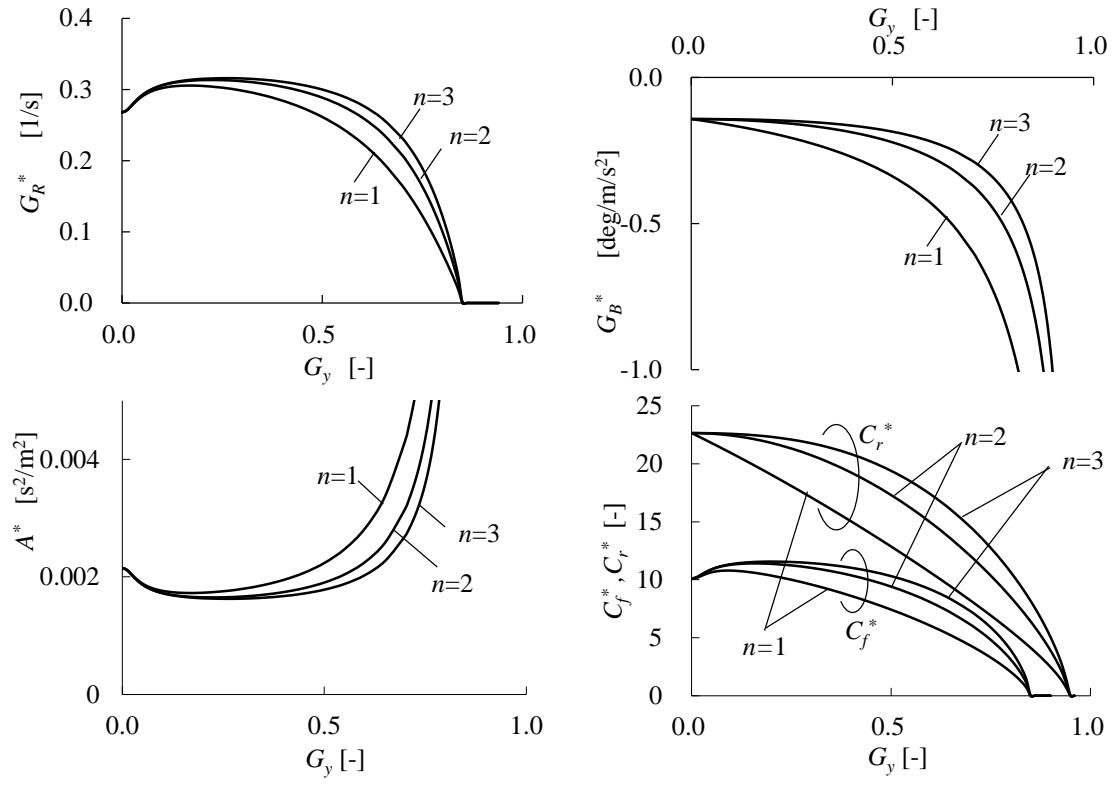 0.4
0.3
0.2
0.1
0.0
G_R^* [1/s]
n=3
n=2
n=1
0.0 0.5 1.0
G_y [-]
G_y [-]
0.0 0.5 1.0
0.0
-0.5
-1.0
G_B^* [deg/m/s²]
n=3
n=2
n=1
0.004
0.002
0
A^* [s²/m²]
n=1
n=3
n=2
0.0 0.5 1.0
G_y [-]
25
20
15
10
5
0
C_f^*, C_r^* [-]
C_r^*
n=2
n=3
n=1
C_f^*
0.0 0.5 1.0
G_y [-]